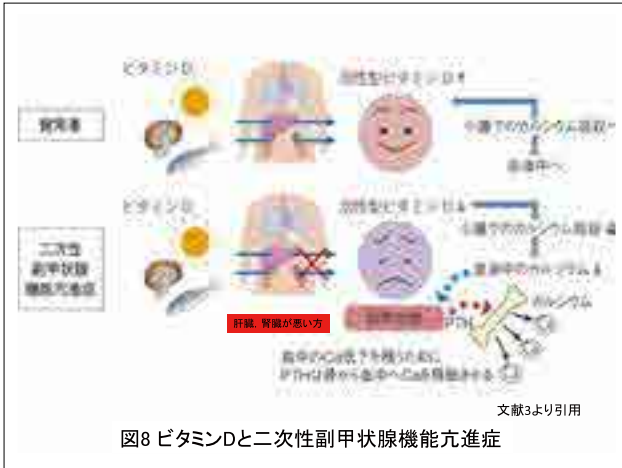 ビタミンD
活性型ビタミンD
健常者
小腸でのカルシウム吸収
血液中へ
ビタミンD
活性型ビタミンD
小腸でのカルシウム吸収
二次性
副甲状腺
機能亢進症
血液中のカルシウム
カルシウム
肝臓、腎臓が悪い方
PTH
Ca
Ca
Ca
血中のCa低下を補うために
PTHは骨から血中へCaを
文献3より引用
図8 ビタミンDと二次性副甲状腺機能亢進症